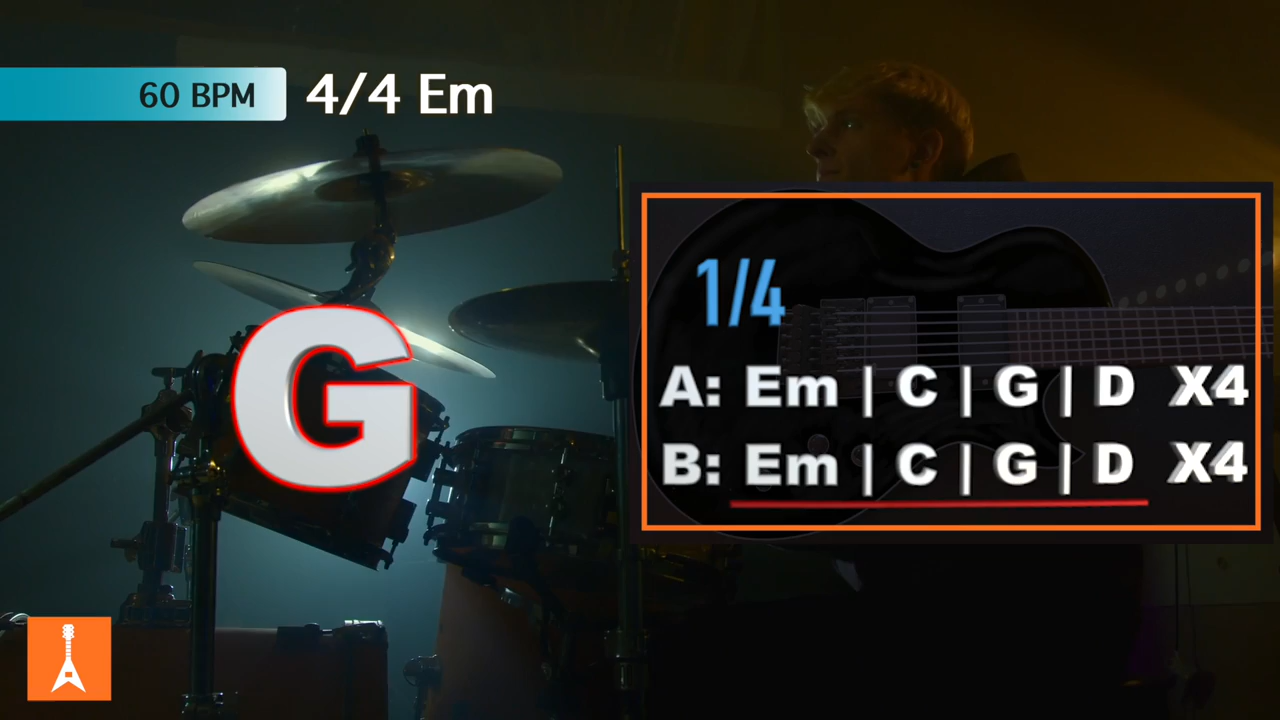 60 BPM 4/4 Em
G
1/4
A: Em | C | G | D X4
B: Em | C | G | D X4